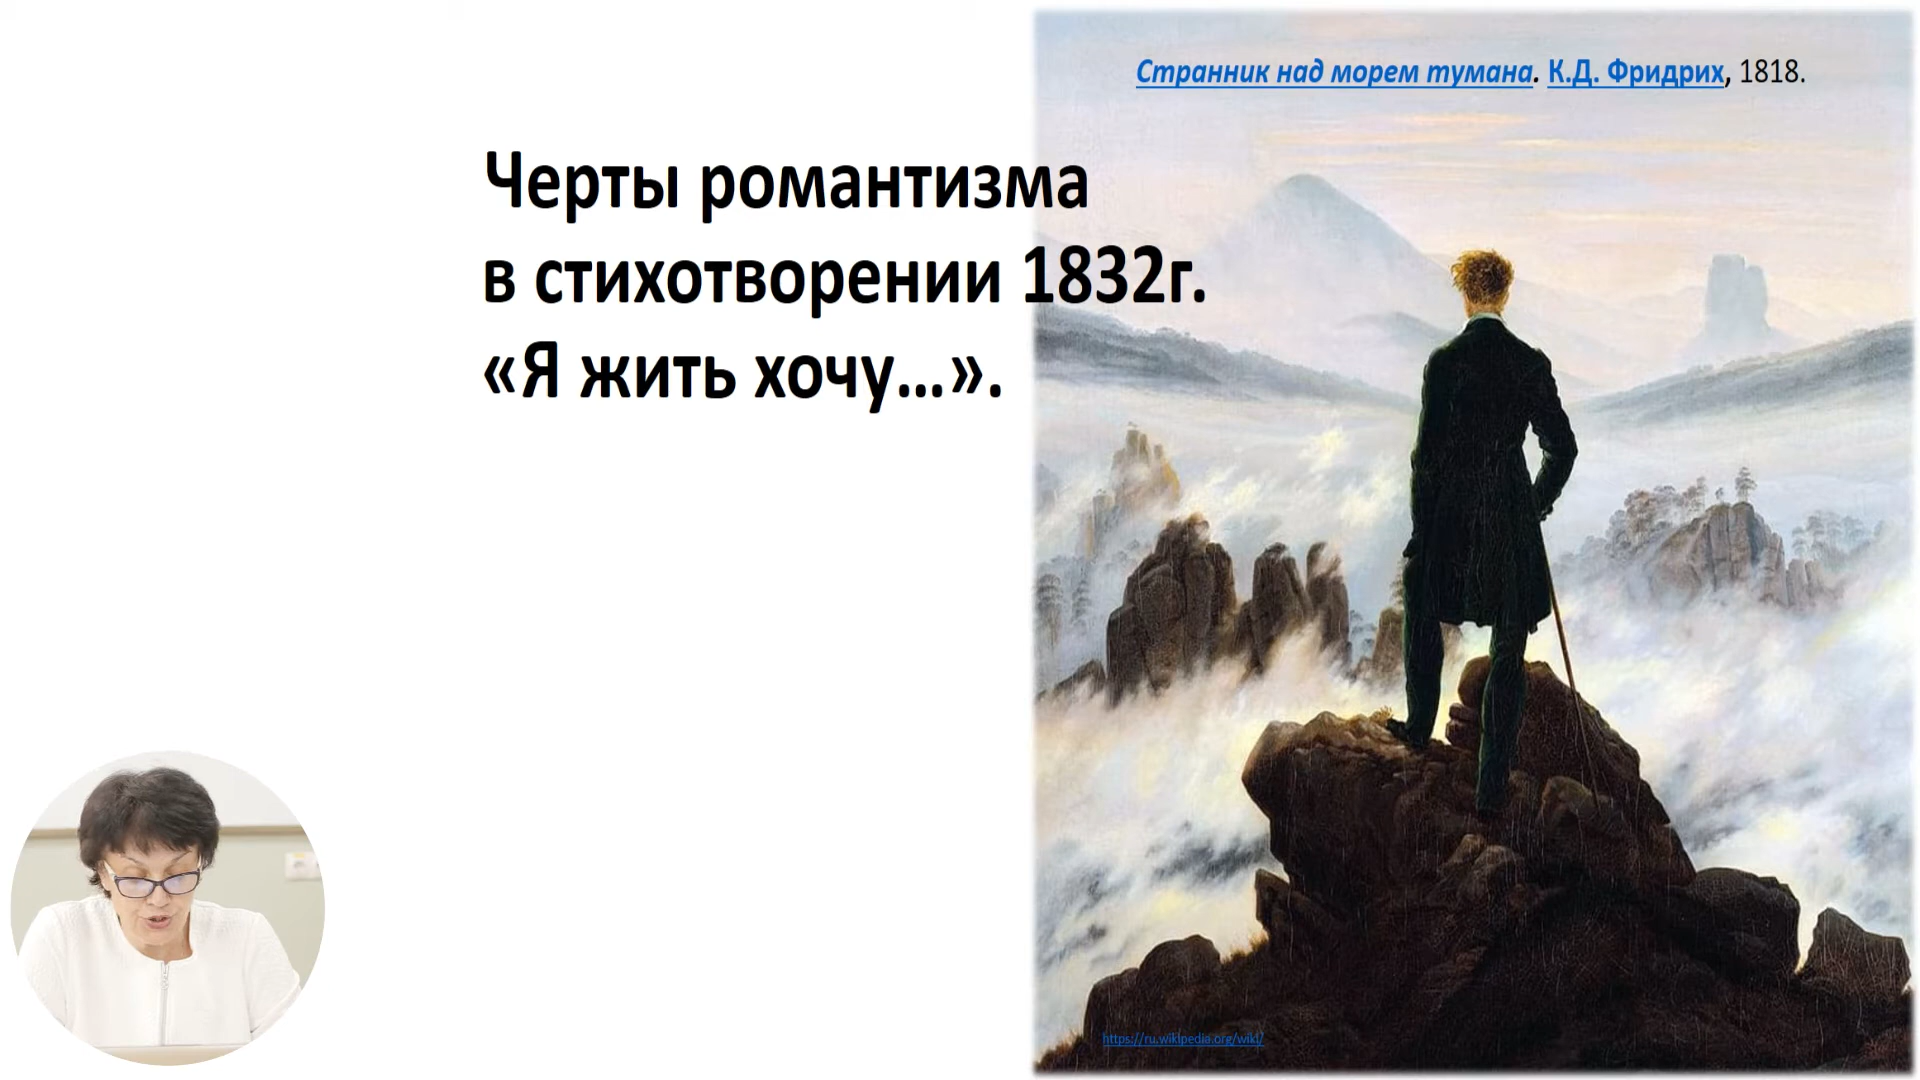 Странник над морем тумана. К.Д. Фридрих, 1818.
Черты романтизма
в стихотворении 1832г.
«Я жить хочу...».
https://ru.wikipedia.org/wiki/